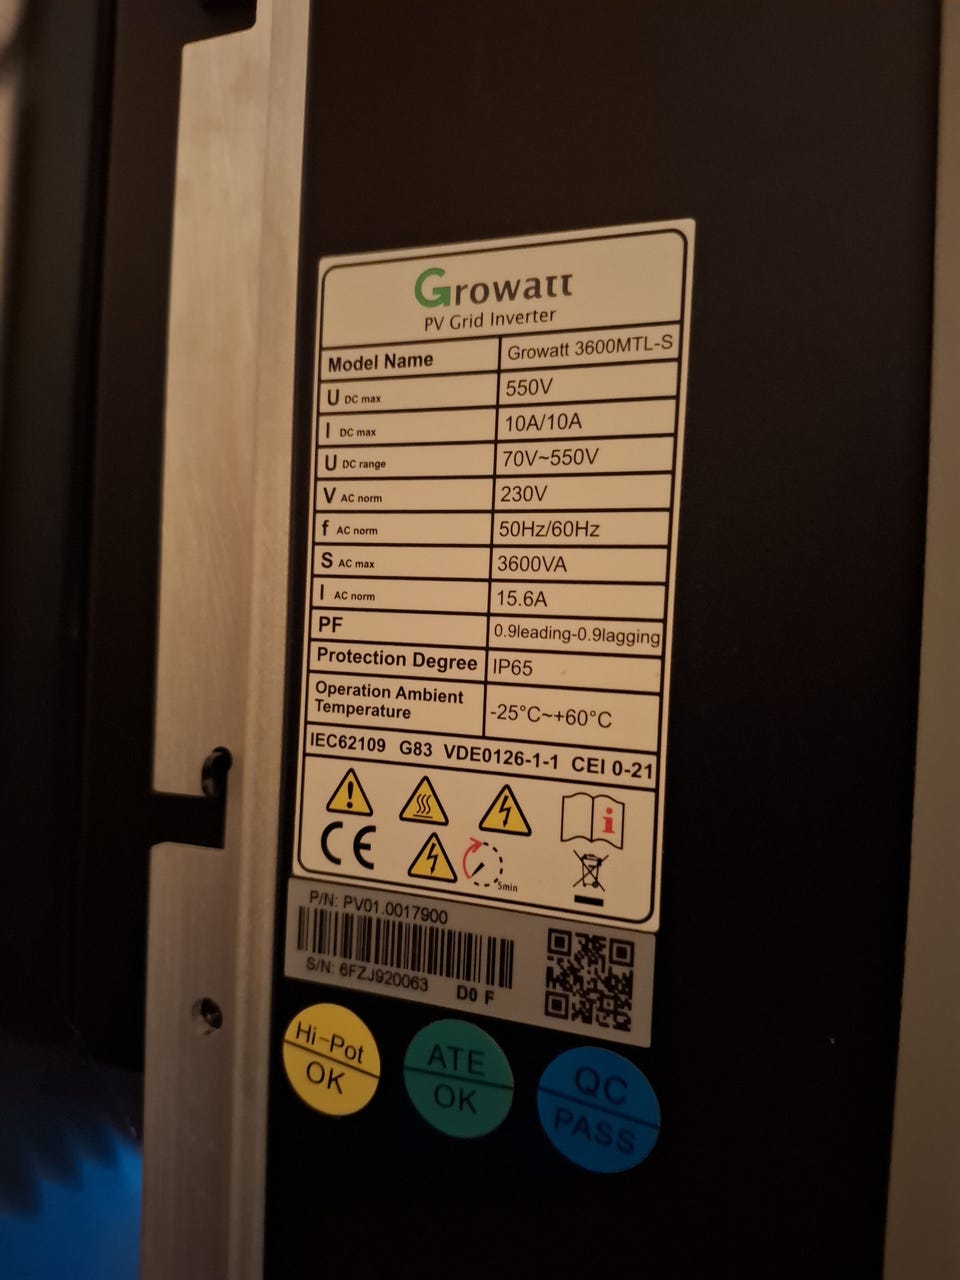 Growatt
PV Grid Inverter
Model Name Growatt 3600MTL-S
U DC max 550V
I DC max 10A/10A
U DC range 70V~550V
V AC norm 230V
f AC norm 50Hz/60Hz
S AC max 3600VA
I AC norm 15.6A
PF 0.9leading-0.9lagging
Protection Degree IP65
Operation Ambient
Temperature -25°C~+60°C
IEC62109 G83 VDE0126-1-1 CEI 0-21
i
CE
5min
P/N: PV01.0017900
S/N: 6FZJ920063 D0 F
Hi-Pot
OK
ATE
OK
QC
PASS